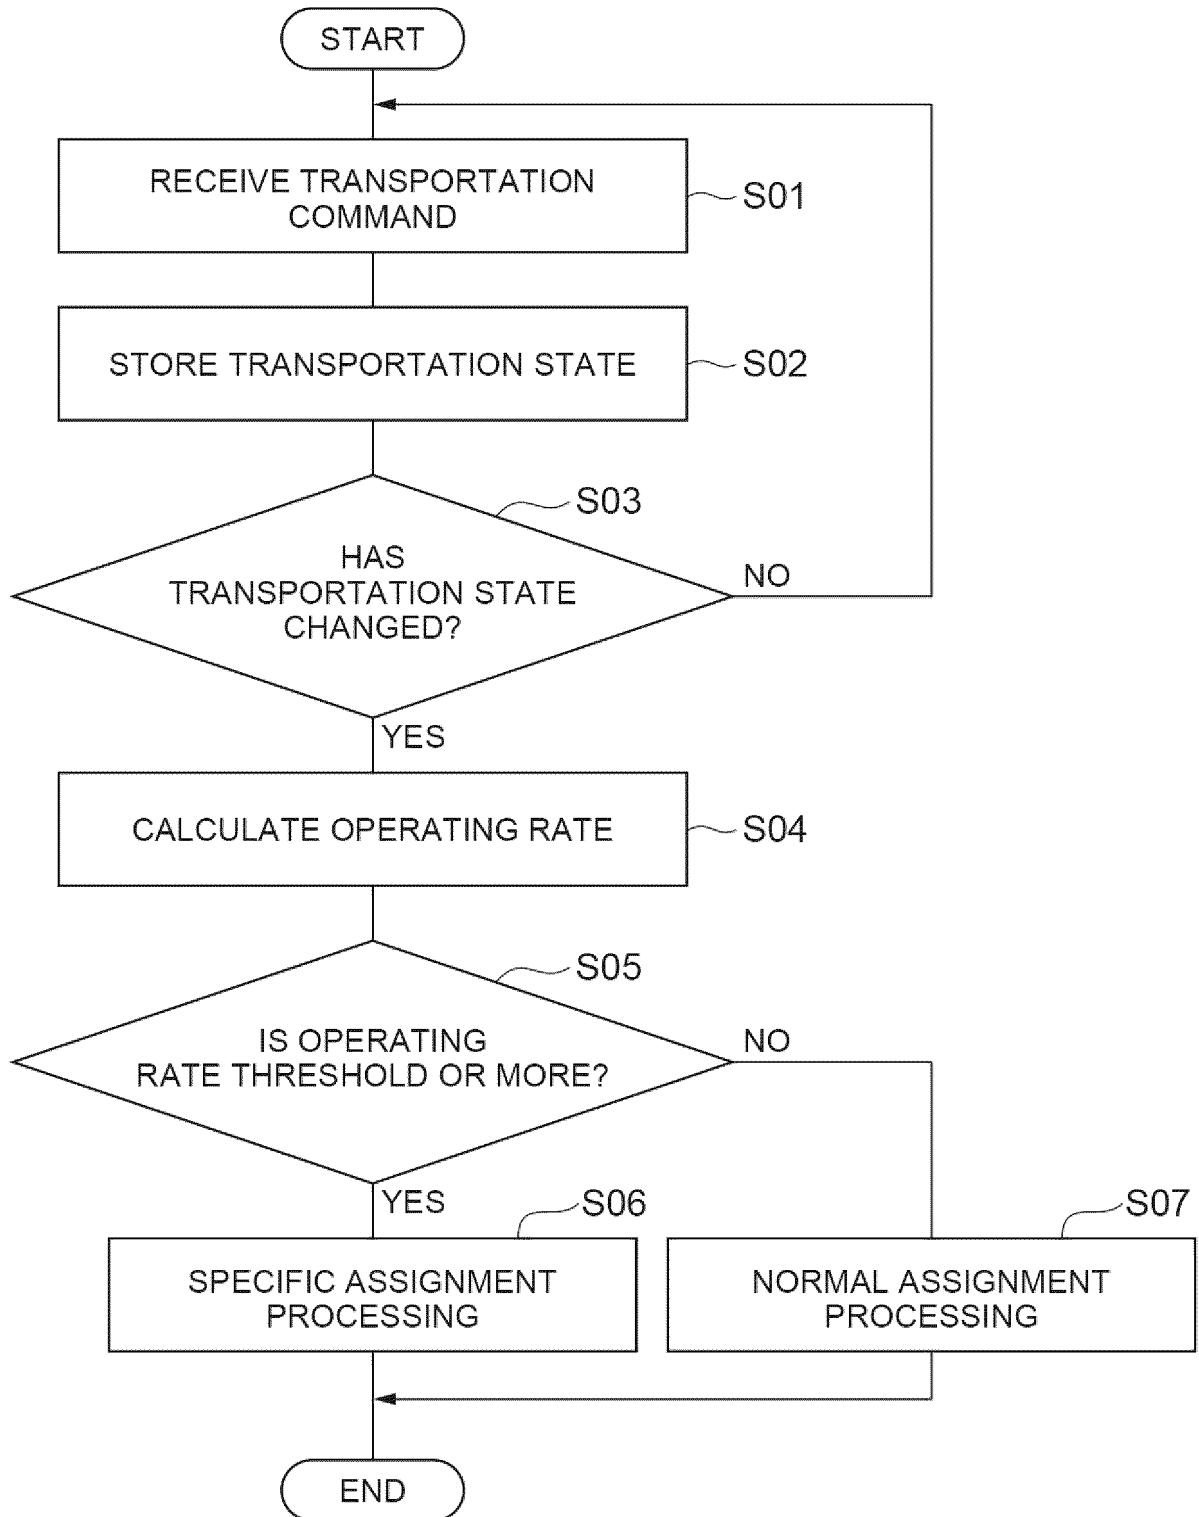 START
RECEIVE TRANSPORTATION
COMMAND
S01
STORE TRANSPORTATION STATE
S02
S03
HAS
TRANSPORTATION STATE
CHANGED?
NO
YES
CALCULATE OPERATING RATE
S04
S05
IS OPERATING
RATE THRESHOLD OR MORE?
NO
YES
S06
SPECIFIC ASSIGNMENT
PROCESSING
S07
NORMAL ASSIGNMENT
PROCESSING
END